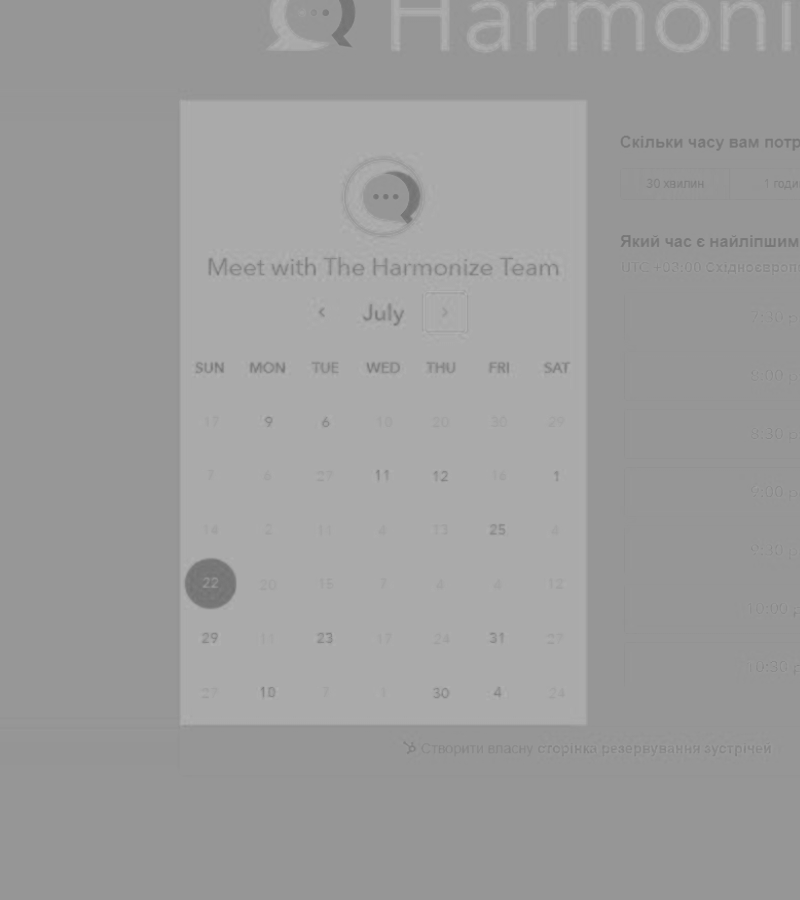 Harmoni
Meet with The Harmonize Team
July
SUN MON TUE WED THU FRI SAT
17 9 6 10 20 30 29
7 6 27 11 12 16 1
14 2 11 4 13 25 4
22 20 15 7 4 4 12
29 11 23 17 24 31 27
27 10 7 1 30 4 24
Скільки часу вам потр
30 хвилин 1 годи
Який час є найліпшим
UTC +03:00 Східноєвроп
7:30 p
8:00 p
8:30 p
9:00 p
9:30 p
10:00 p
10:30 p
Створити власну сторінка резервування зустрічей